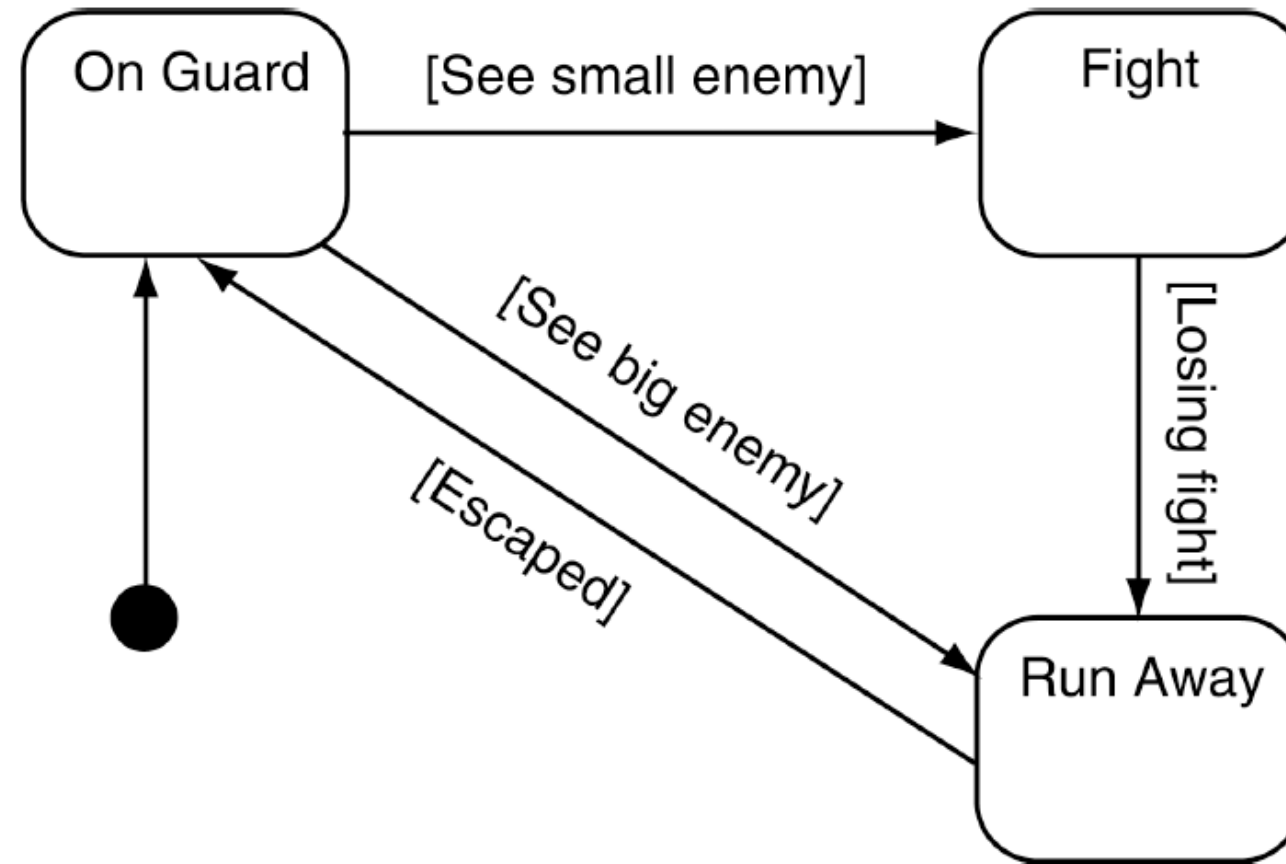 On Guard
[See small enemy]
Fight
[See big enemy]
[Escaped]
[Losing fight]
Run Away